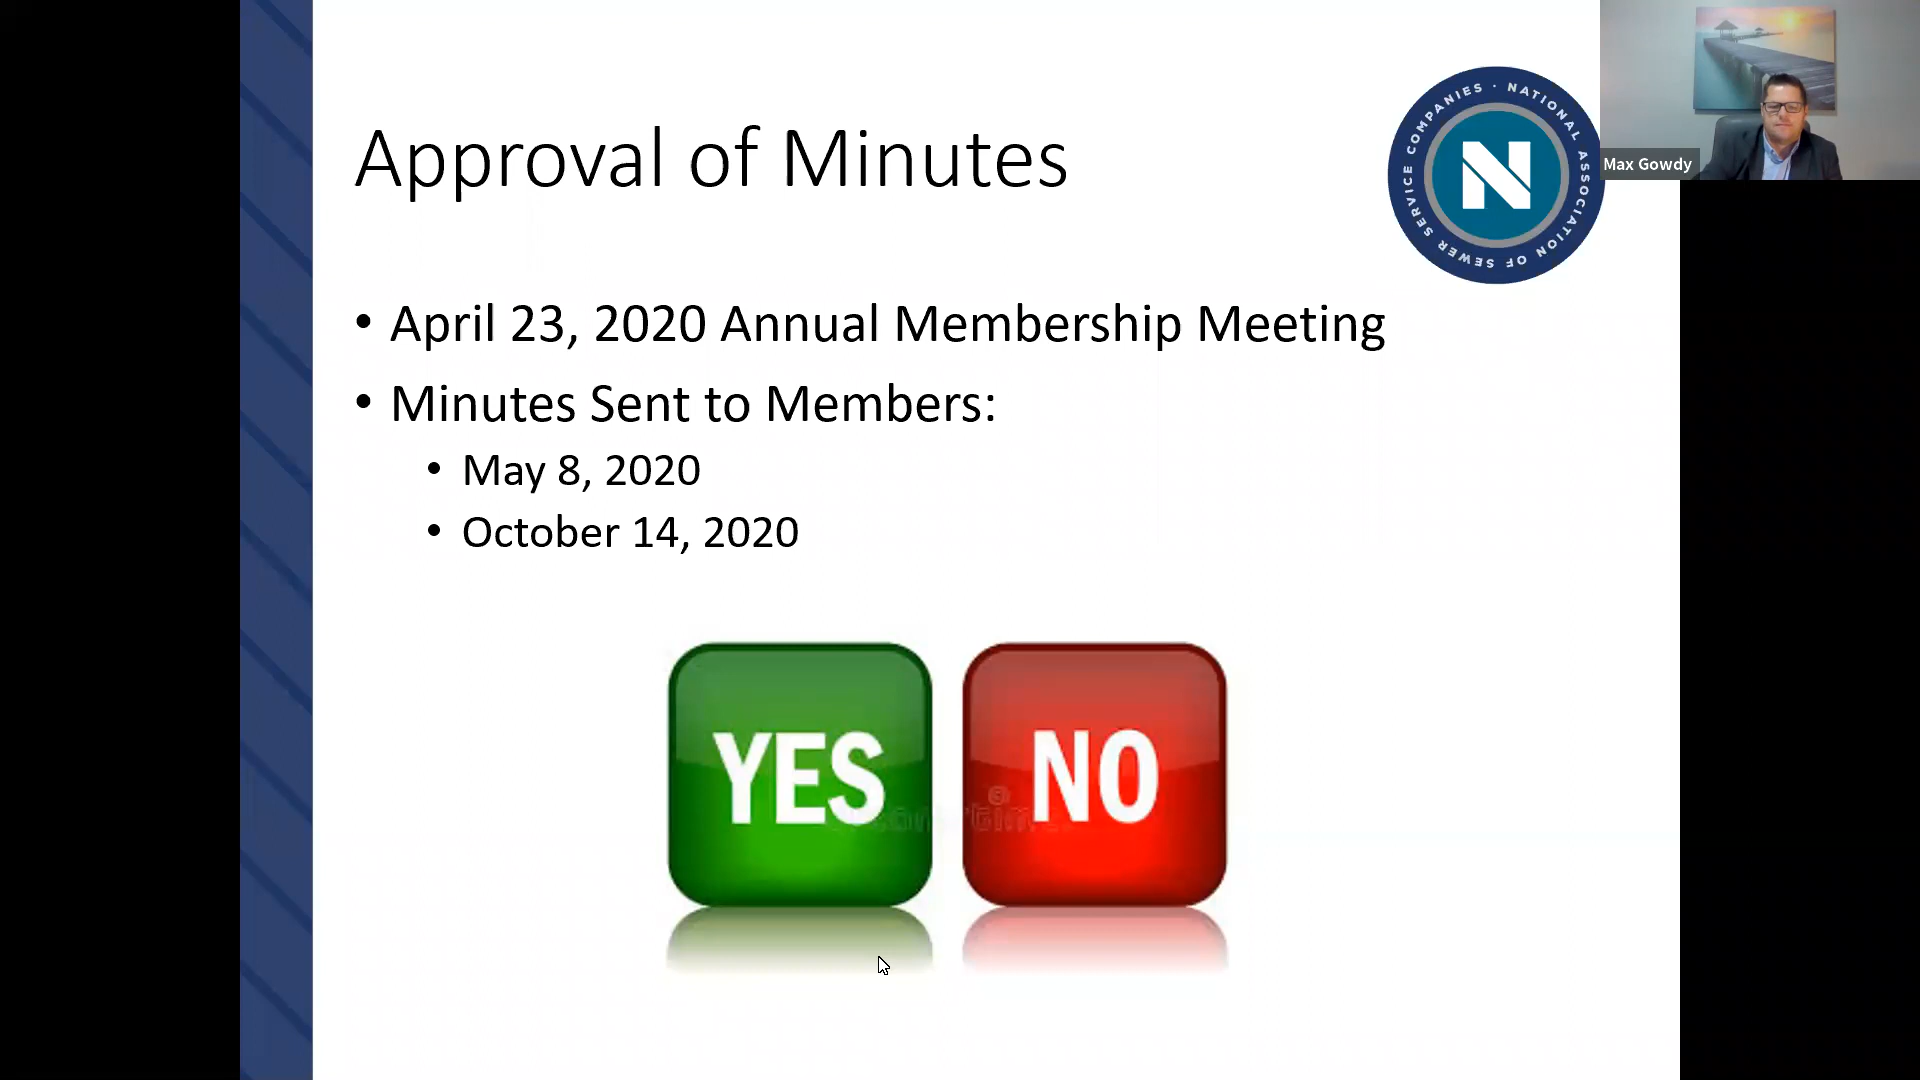 Approval of Minutes
NATIONAL ASSOCIATION OF SEWER SERVICE COMPANIES ·
N
Max Gowdy
• April 23, 2020 Annual Membership Meeting
• Minutes Sent to Members:
• May 8, 2020
• October 14, 2020
YES NO